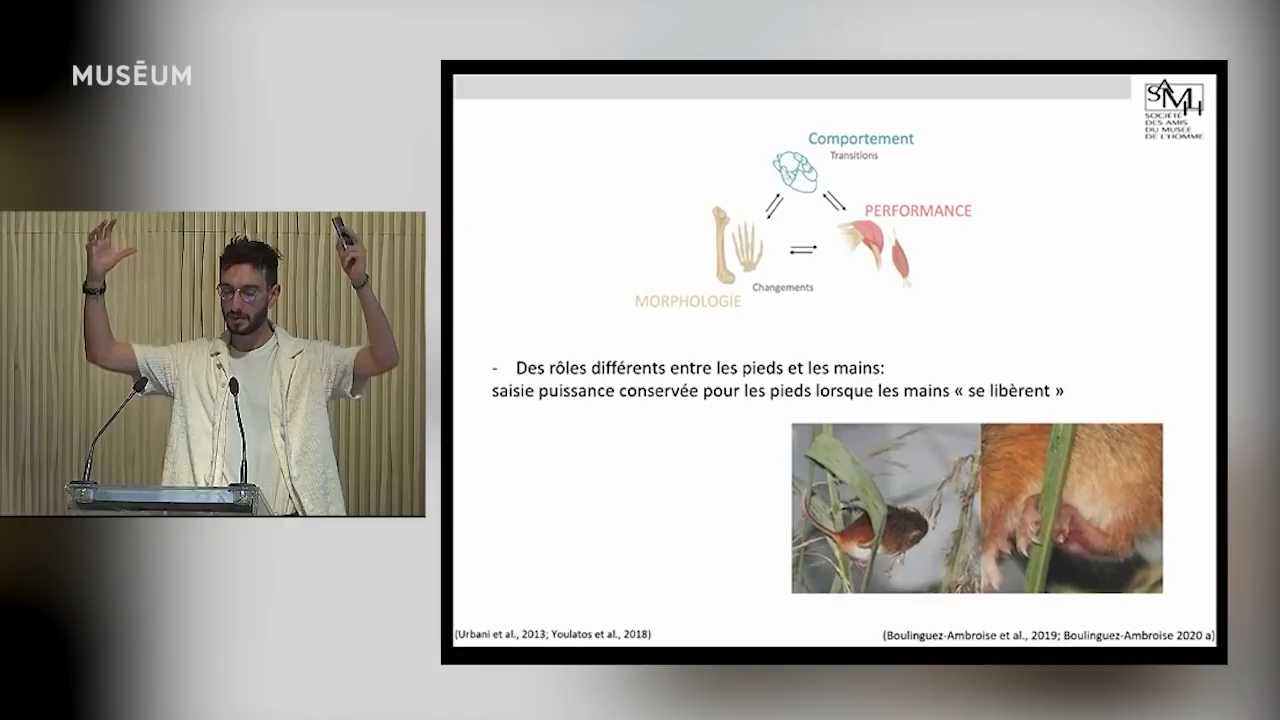 MUSĒUM
SAMH
SOCIÉTÉ
DES AMIS
DU MUSÉE
DE L'HOMME
Comportement
Transitions
PERFORMANCE
Changements
MORPHOLOGIE
- Des rôles différents entre les pieds et les mains:
saisie puissance conservée pour les pieds lorsque les mains « se libèrent »
(Urbani et al., 2013; Youlatos et al., 2018)
(Boulinguez-Ambroise et al., 2019; Boulinguez-Ambroise 2020 a)